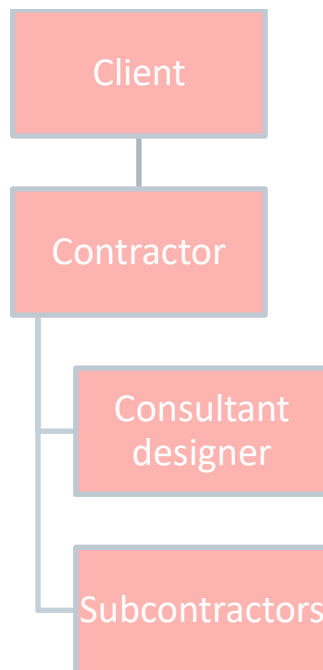 Client
Contractor
Consultant
designer
Subcontractors